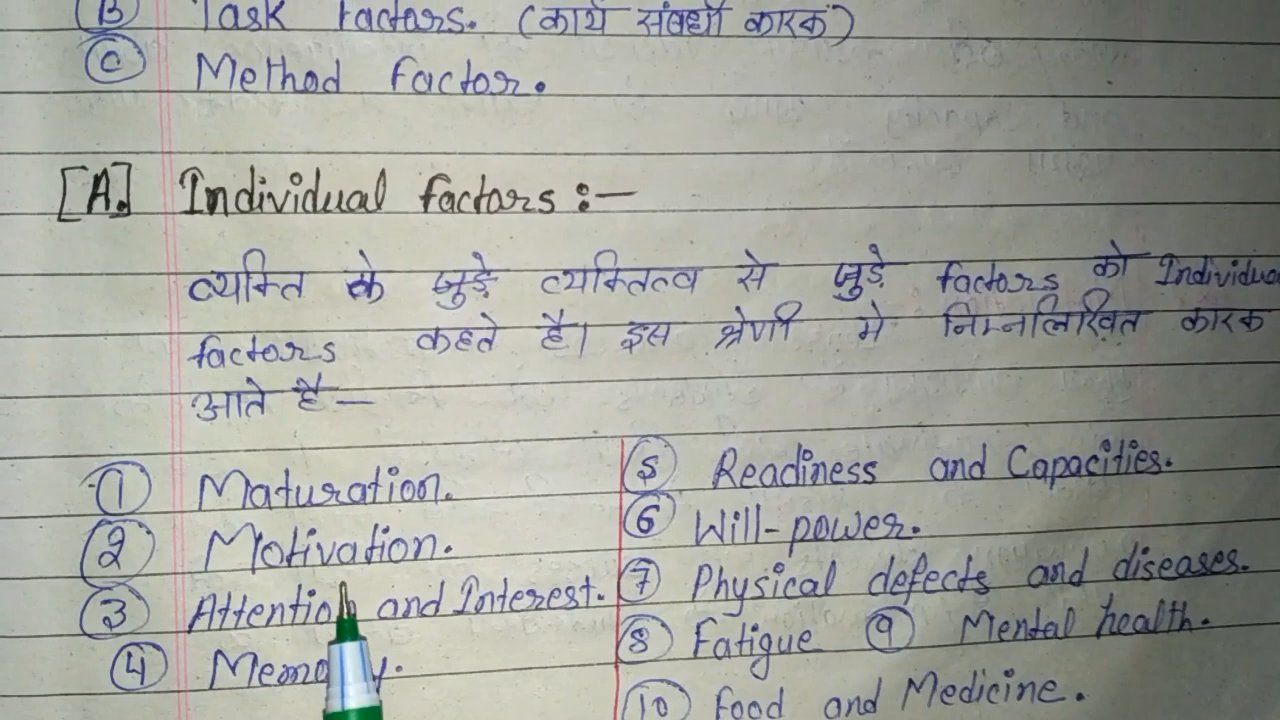 (B) Task Factors. (कार्य संबंधी कारक)
(C) Method Factor.
[A.] Individual factors :—
व्यक्ति के जुड़े व्यक्तित्व से जुड़े factors को Individua
factors कहते है। इस श्रेणी मे निम्नलिखित कारक
आते है—
(1) Maturation.
(2) Motivation.
(3) Attention and Interest.
(4) Memory.
(5) Readiness and Capacities.
(6) Will-power.
(7) Physical defects and diseases.
(8) Fatigue (9) Mental health.
(10) Food and Medicine.